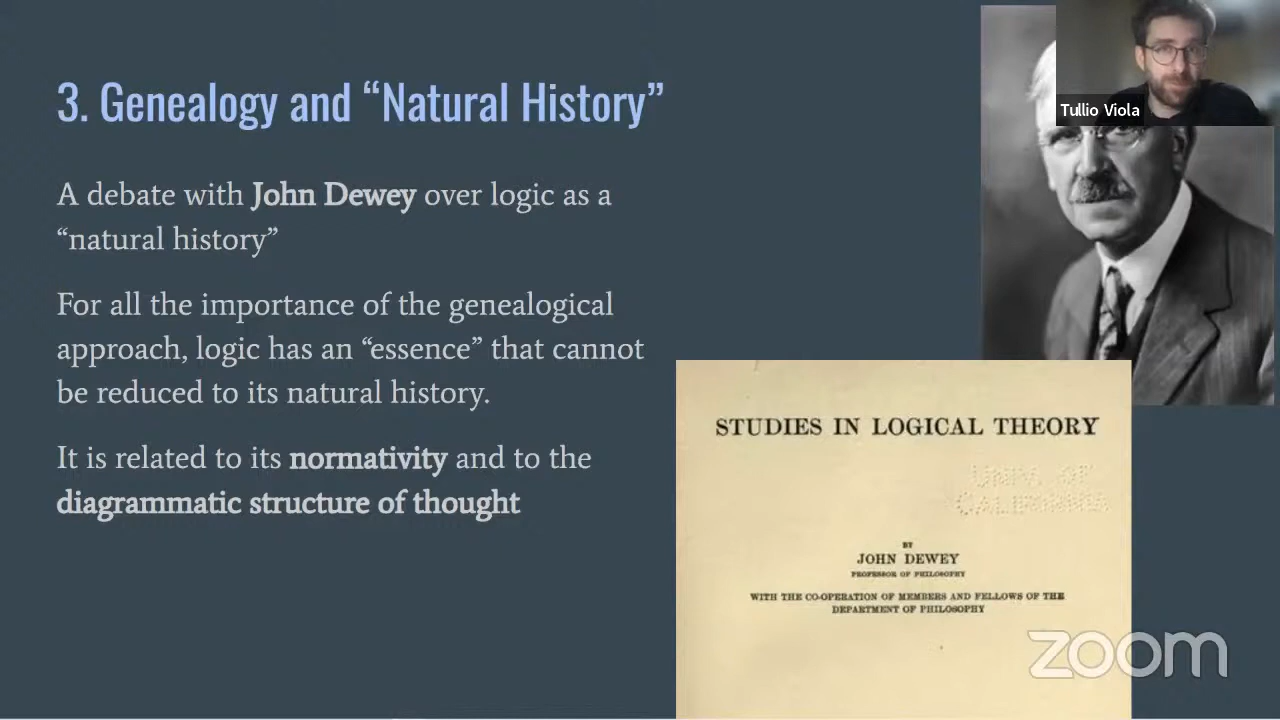 3. Genealogy and “Natural History”
Tullio Viola
A debate with John Dewey over logic as a
“natural history”
For all the importance of the genealogical
approach, logic has an “essence” that cannot
be reduced to its natural history.
It is related to its normativity and to the
diagrammatic structure of thought
STUDIES IN LOGICAL THEORY
UNIV. OF
CALIFORNIA
BY
JOHN DEWEY
PROFESSOR OF PHILOSOPHY
WITH THE CO-OPERATION OF MEMBERS AND FELLOWS OF THE
DEPARTMENT OF PHILOSOPHY
zoom